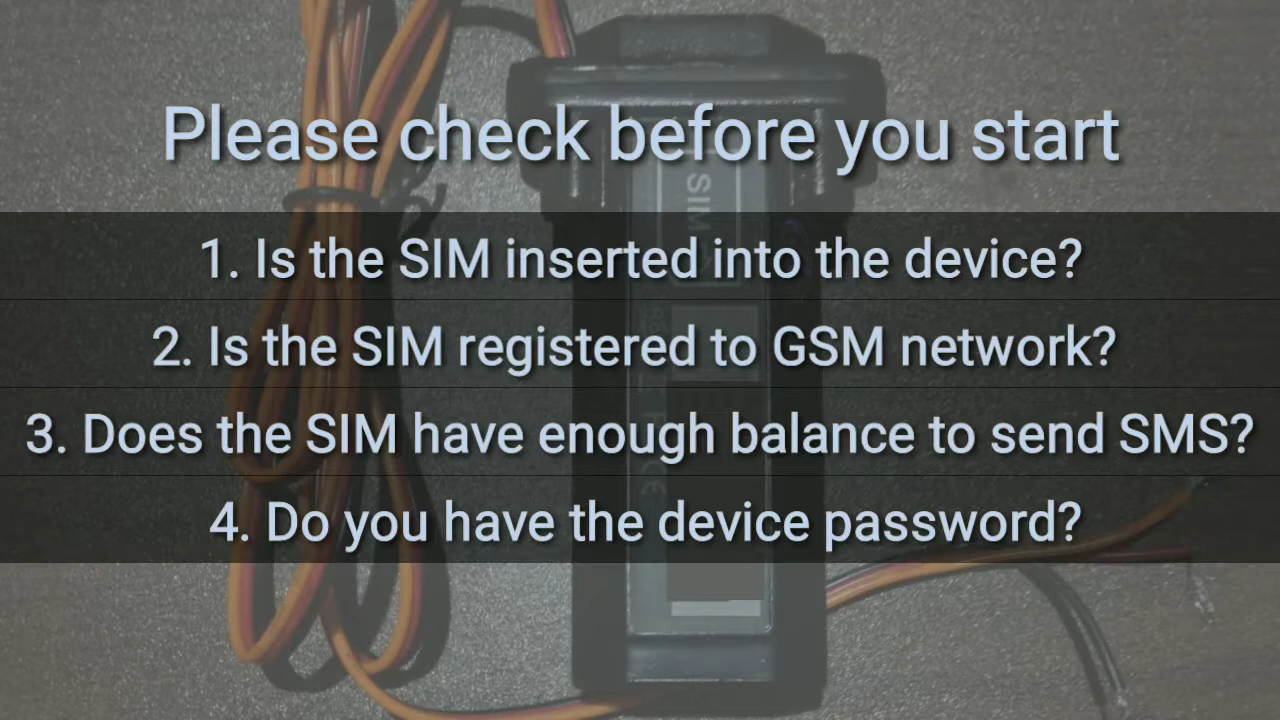 Please check before you start
SIM
1. Is the SIM inserted into the device?
2. Is the SIM registered to GSM network?
3. Does the SIM have enough balance to send SMS?
4. Do you have the device password?